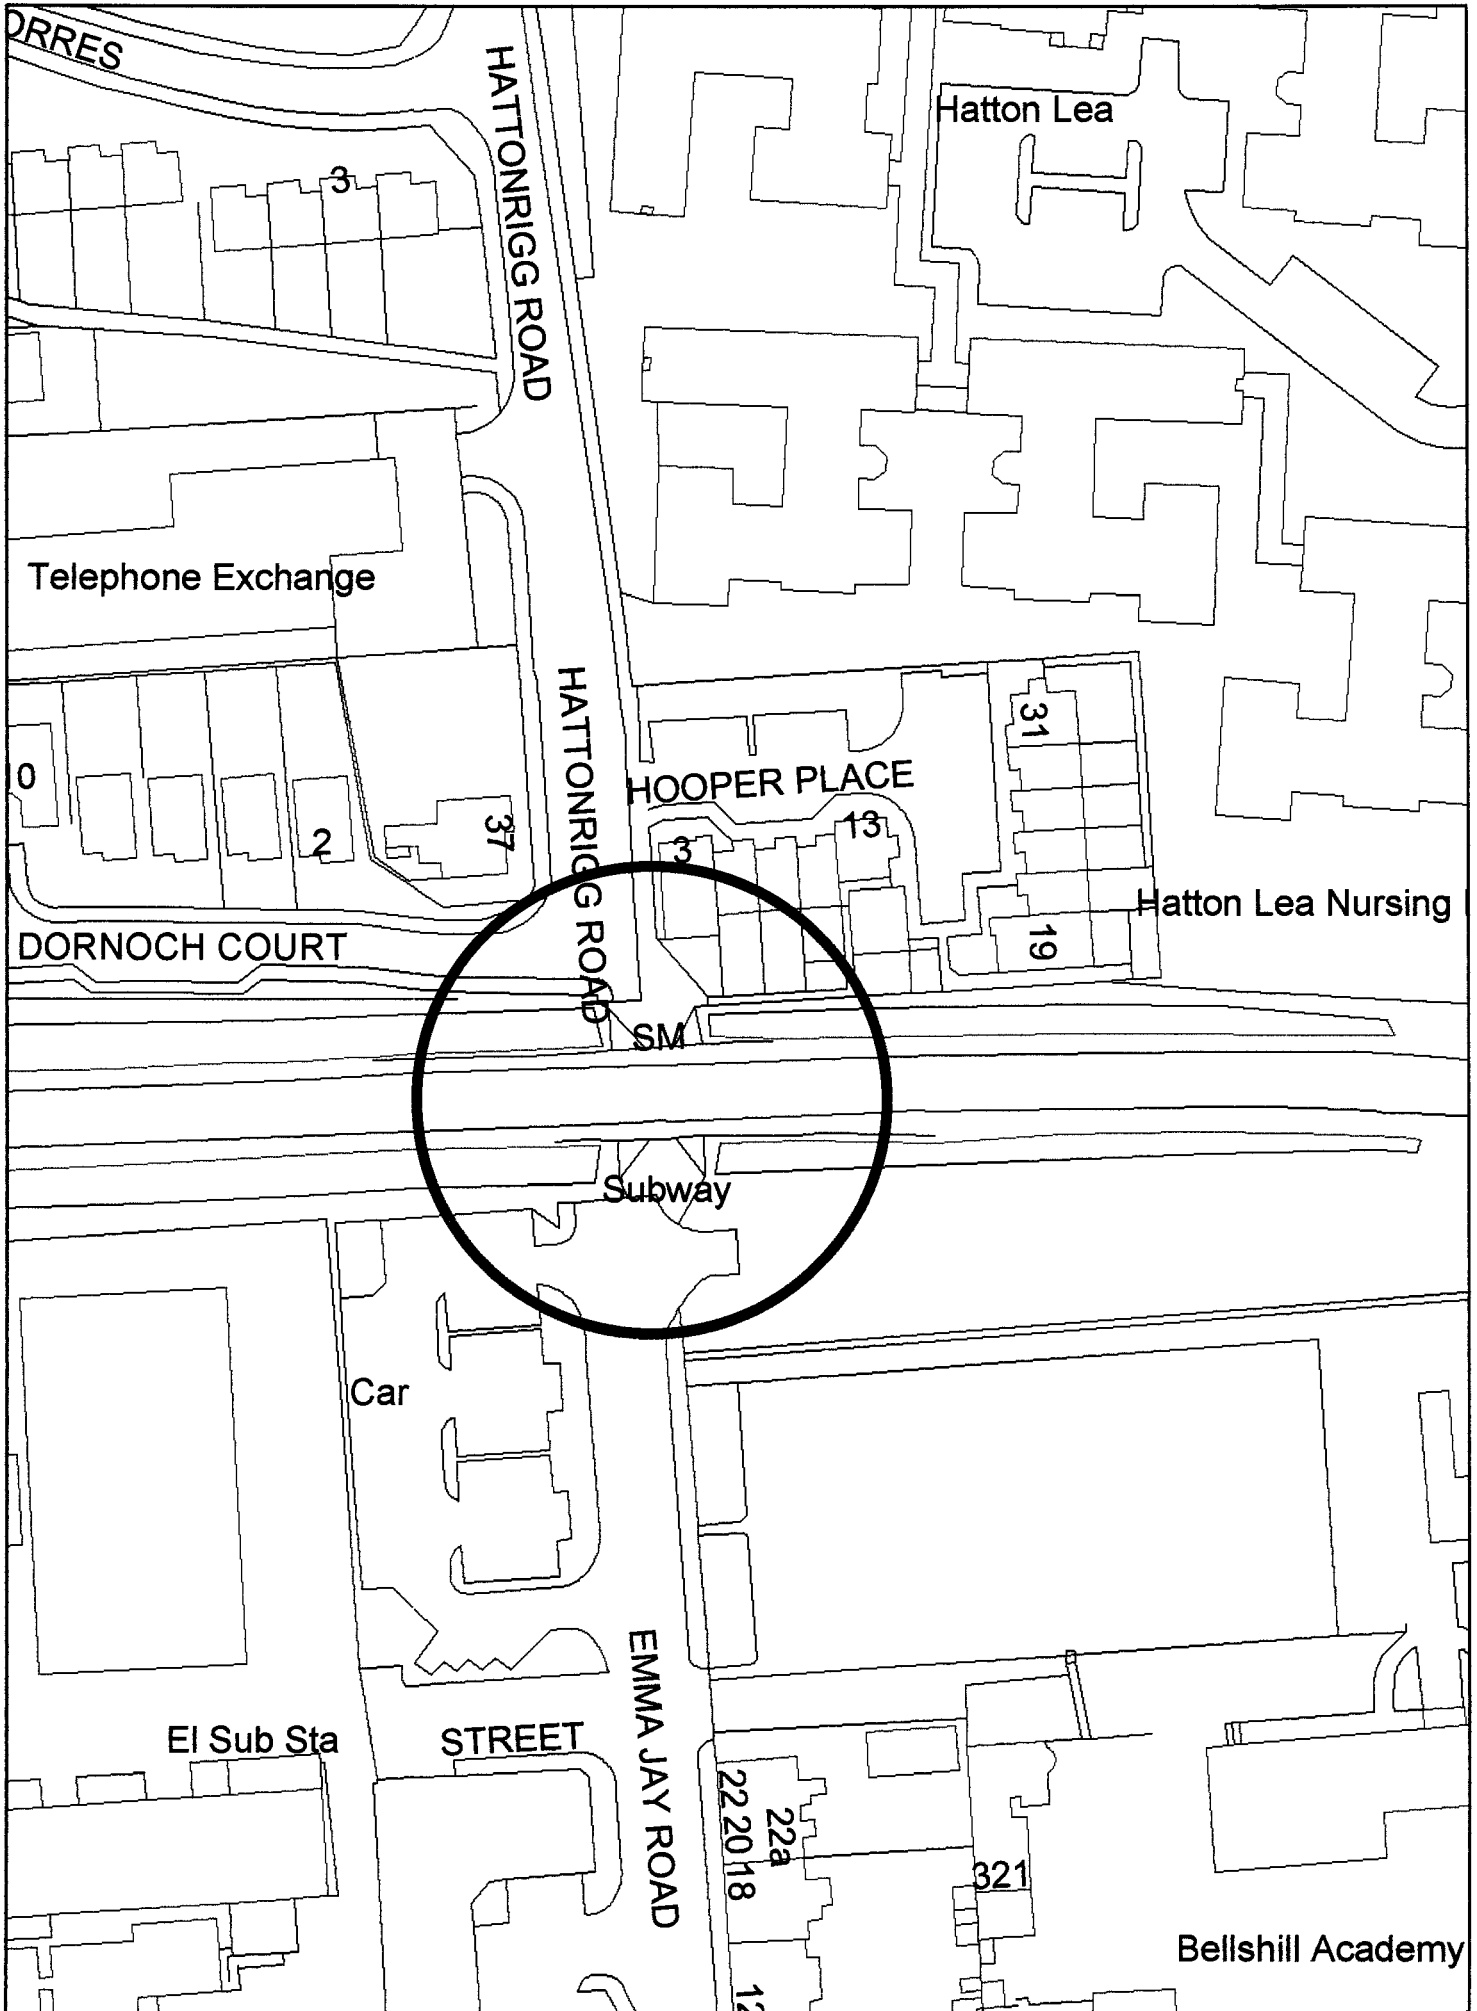 ORRES
HATTONRIGG ROAD
Hatton Lea
3
Telephone Exchange
HATTONRIGG ROAD
31
HOOPER PLACE
0
2
37
3
13
Hatton Lea Nursing
19
DORNOCH COURT
SM
Subway
Car
EMMA JAY ROAD
El Sub Sta
STREET
22
20
18
22a
321
Bellshill Academy
12